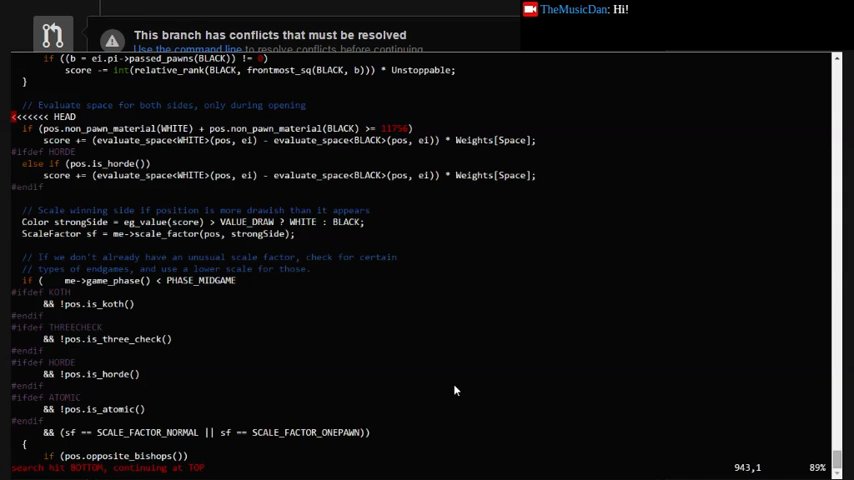 TheMusicDan: Hi!
This branch has conflicts that must be resolved
Use the command line to resolve conflicts before continuing.
if ((b = ei.pi->passed_pawns(BLACK)) != 0)
score -= int(relative_rank(BLACK, frontmost_sq(BLACK, b))) * Unstoppable;
}
// Evaluate space for both sides, only during opening
<<<<<<< HEAD
if (pos.non_pawn_material(WHITE) + pos.non_pawn_material(BLACK) >= 11756)
score += (evaluate_space<WHITE>(pos, ei) - evaluate_space<BLACK>(pos, ei)) * Weights[Space];
#ifdef HORDE
else if (pos.is_horde())
score += (evaluate_space<WHITE>(pos, ei) - evaluate_space<BLACK>(pos, ei)) * Weights[Space];
#endif
// Scale winning side if position is more drawish than it appears
Color strongSide = eg_value(score) > VALUE_DRAW ? WHITE : BLACK;
ScaleFactor sf = me->scale_factor(pos, strongSide);
// If we don't already have an unusual scale factor, check for certain
// types of endgames, and use a lower scale for those.
if (    me->game_phase() < PHASE_MIDGAME
#ifdef KOTH
&& !pos.is_koth()
#endif
#ifdef THREECHECK
&& !pos.is_three_check()
#endif
#ifdef HORDE
&& !pos.is_horde()
#endif
#ifdef ATOMIC
&& !pos.is_atomic()
#endif
&& (sf == SCALE_FACTOR_NORMAL || sf == SCALE_FACTOR_ONEPAWN))
{
if (pos.opposite_bishops())
search hit BOTTOM, continuing at TOP
943,1
89%